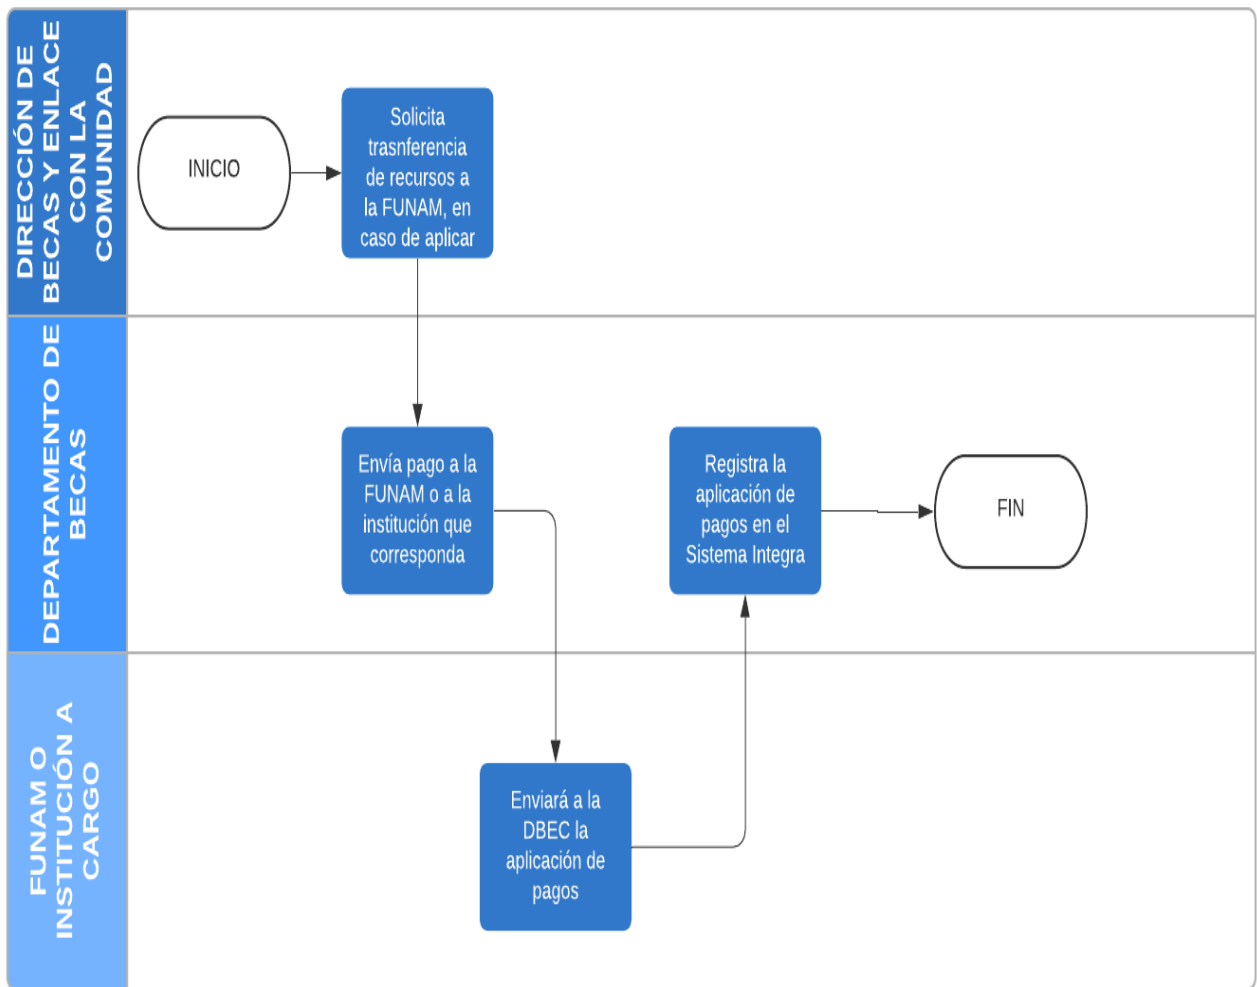 DIRECCIÓN DE
BECAS Y ENLACE
CON LA
COMUNIDAD
INICIO
Solicita
trasnferencia
de recursos a
la FUNAM, en
caso de aplicar
DEPARTAMENTO DE
BECAS
Envía pago a la
FUNAM o a la
institución que
corresponda
Registra la
aplicación de
pagos en el
Sistema Integra
FIN
FUNAM O
INSTITUCIÓN A
CARGO
Enviará a la
DBEC la
aplicación de
pagos